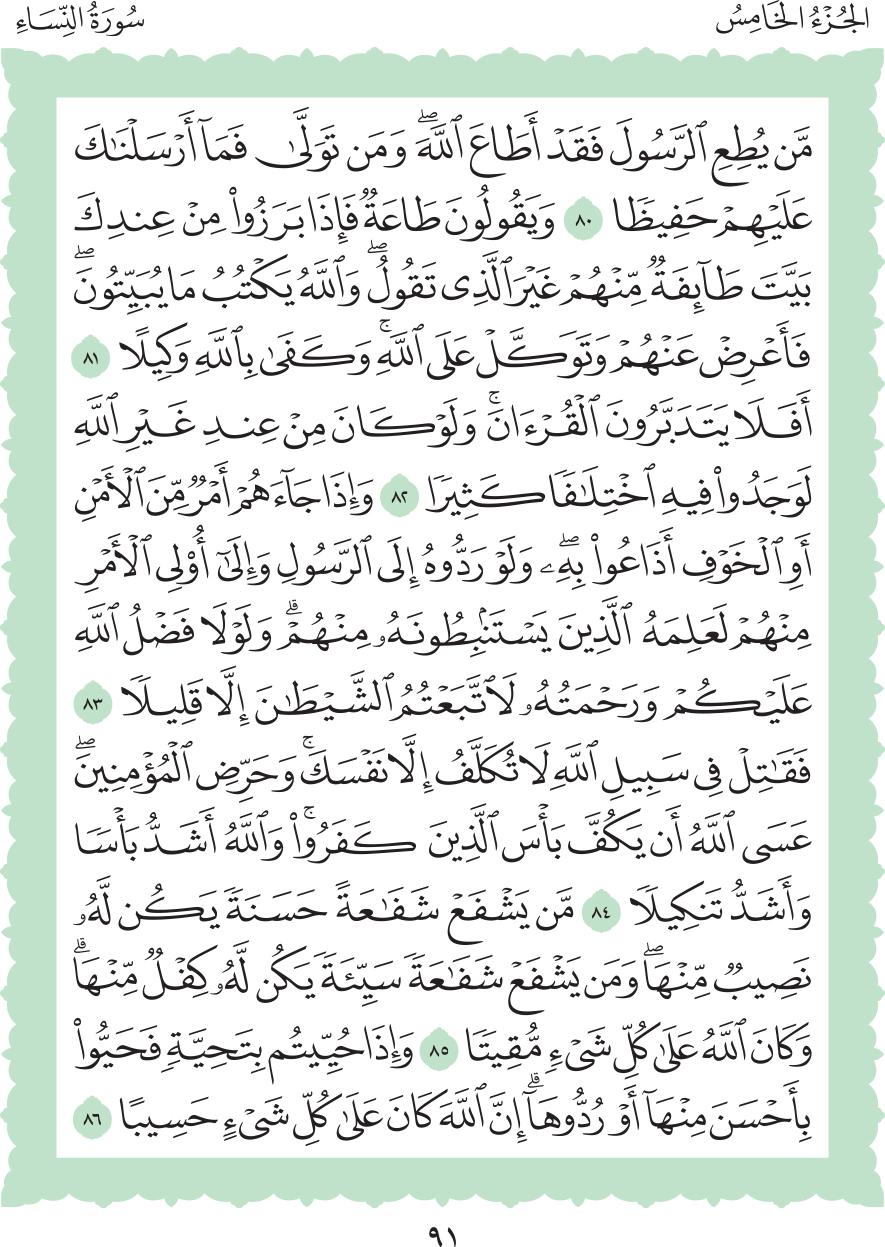 الجُزْءُ الخَامِسُ
سُورَةُ النِّسَاءِ
مَّن يُطِعِ ٱلرَّسُولَ فَقَدْ أَطَاعَ ٱللَّهَۖ وَمَن تَوَلَّىٰ فَمَآ أَرْسَلْنَٰكَ
عَلَيْهِمْ حَفِيظٗا ٨٠ وَيَقُولُونَ طَاعَةٞ فَإِذَا بَرَزُواْ مِنْ عِندِكَ
بَيَّتَ طَآئِفَةٞ مِّنْهُمْ غَيْرَ ٱلَّذِى تَقُولُۖ وَٱللَّهُ يَكْتُبُ مَا يُبَيِّتُونَۖ
فَأَعْرِضْ عَنْهُمْ وَتَوَكَّلْ عَلَى ٱللَّهِۚ وَكَفَىٰ بِٱللَّهِ وَكِيلًا ٨١
أَفَلَا يَتَدَبَّرُونَ ٱلْقُرْءَانَۚ وَلَوْ كَانَ مِنْ عِندِ غَيْرِ ٱللَّهِ
لَوَجَدُواْ فِيهِ ٱخْتِلَٰفٗا كَثِيرٗا ٨٢ وَإِذَا جَآءَهُمْ أَمْرٞ مِّنَ ٱلْأَمْنِ
أَوِ ٱلْخَوْفِ أَذَاعُواْ بِهِۦۖ وَلَوْ رَدُّوهُ إِلَى ٱلرَّسُولِ وَإِلَىٰٓ أُوْلِى ٱلْأَمْرِ
مِنْهُمْ لَعَلِمَهُ ٱلَّذِينَ يَسْتَنۢبِطُونَهُۥ مِنْهُمْۗ وَلَوْلَا فَضْلُ ٱللَّهِ
عَلَيْكُمْ وَرَحْمَتُهُۥ لَٱتَّبَعْتُمُ ٱلشَّيْطَٰنَ إِلَّا قَلِيلٗا ٨٣
فَقَٰتِلْ فِى سَبِيلِ ٱللَّهِ لَا تُكَلَّفُ إِلَّا نَفْسَكَۚ وَحَرِّضِ ٱلْمُؤْمِنِينَۖ
عَسَى ٱللَّهُ أَن يَكُفَّ بَأْسَ ٱلَّذِينَ كَفَرُواْۚ وَٱللَّهُ أَشَدُّ بَأْسٗا
وَأَشَدُّ تَنكِيلٗا ٨٤ مَّن يَشْفَعْ شَفَٰعَةً حَسَنَةٗ يَكُن لَّهُۥ
نَصِيبٞ مِّنْهَاۖ وَمَن يَشْفَعْ شَفَٰعَةٗ سَيِّئَةٗ يَكُن لَّهُۥ كِفْلٞ مِّنْهَاۗ
وَكَانَ ٱللَّهُ عَلَىٰ كُلِّ شَىْءٖ مُّقِيتٗا ٨٥ وَإِذَا حُيِّيتُم بِتَحِيَّةٖ فَحَيُّواْ
بِأَحْسَنَ مِنْهَآ أَوْ رُدُّوهَآۗ إِنَّ ٱللَّهَ كَانَ عَلَىٰ كُلِّ شَىْءٍ حَسِيبًا ٨٦
٩١